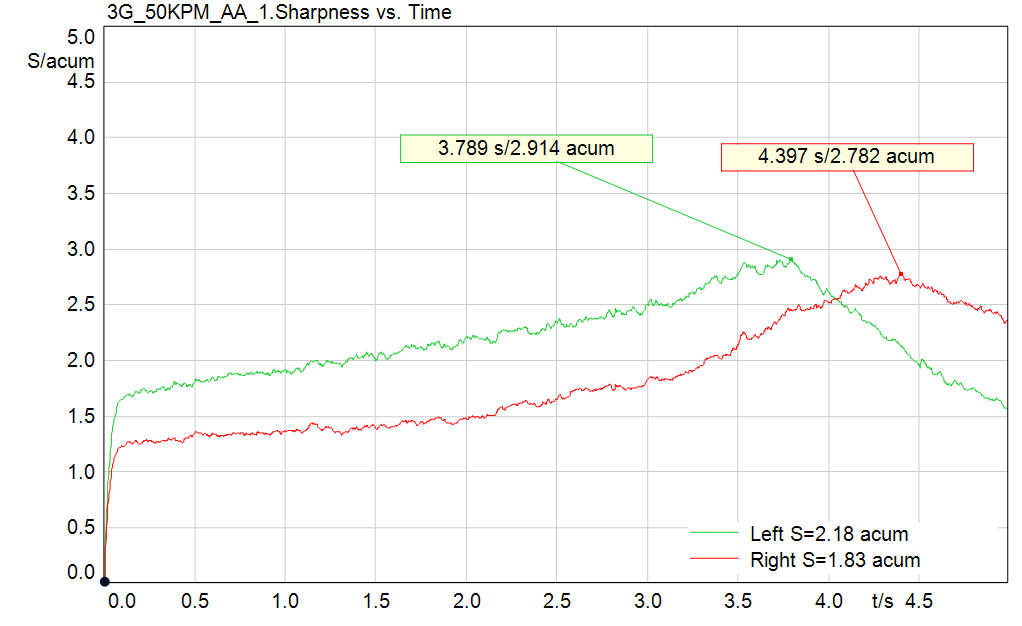 3G_50KPM_AA_1.Sharpness vs. Time
5.0
S/acum
4.5
4.0
3.5
3.0
2.5
2.0
1.5
1.0
0.5
0.0
3.789 s/2.914 acum
4.397 s/2.782 acum
Left S=2.18 acum
Right S=1.83 acum
0.0 0.5 1.0 1.5 2.0 2.5 3.0 3.5 4.0 t/s 4.5